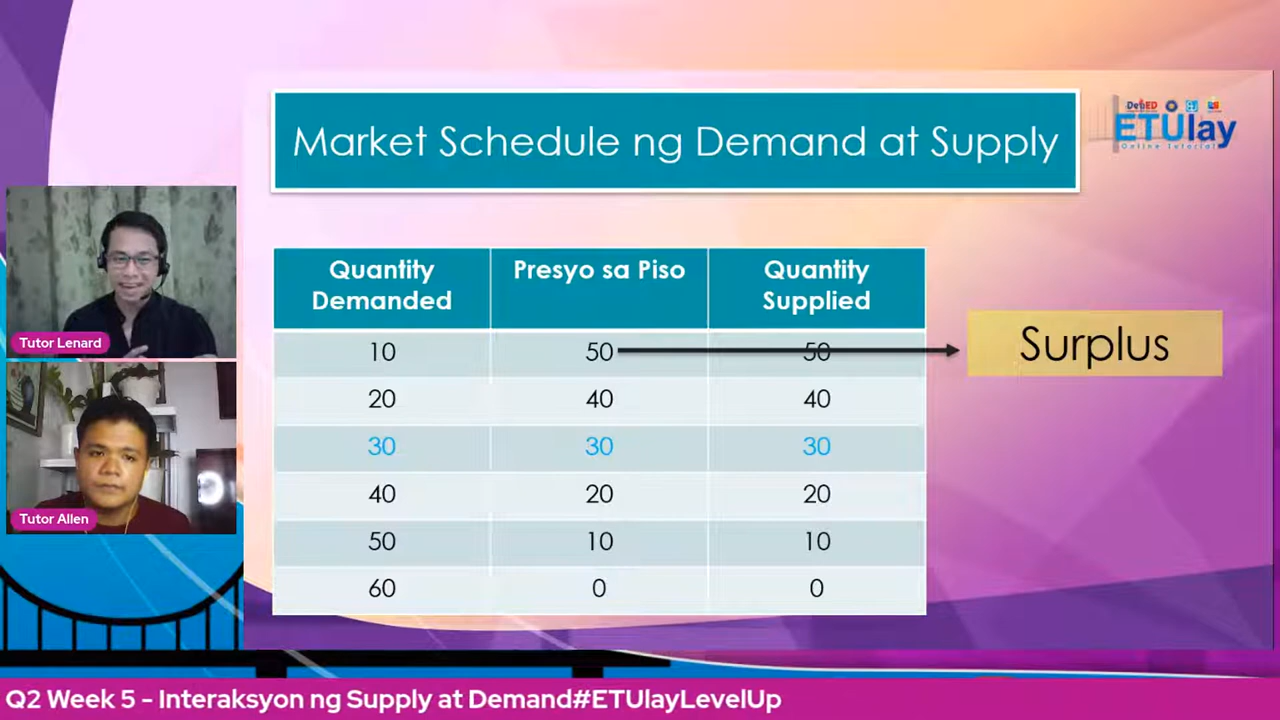 Market Schedule ng Demand at Supply
DepED
ETUlay
Online Tutorial
Quantity Demanded
Presyo sa Piso
Quantity Supplied
10 50 50
20 40 40
30 30 30
40 20 20
50 10 10
60 0 0
Surplus
Tutor Lenard
Tutor Allen
Q2 Week 5 - Interaksyon ng Supply at Demand#ETUlayLevelUp